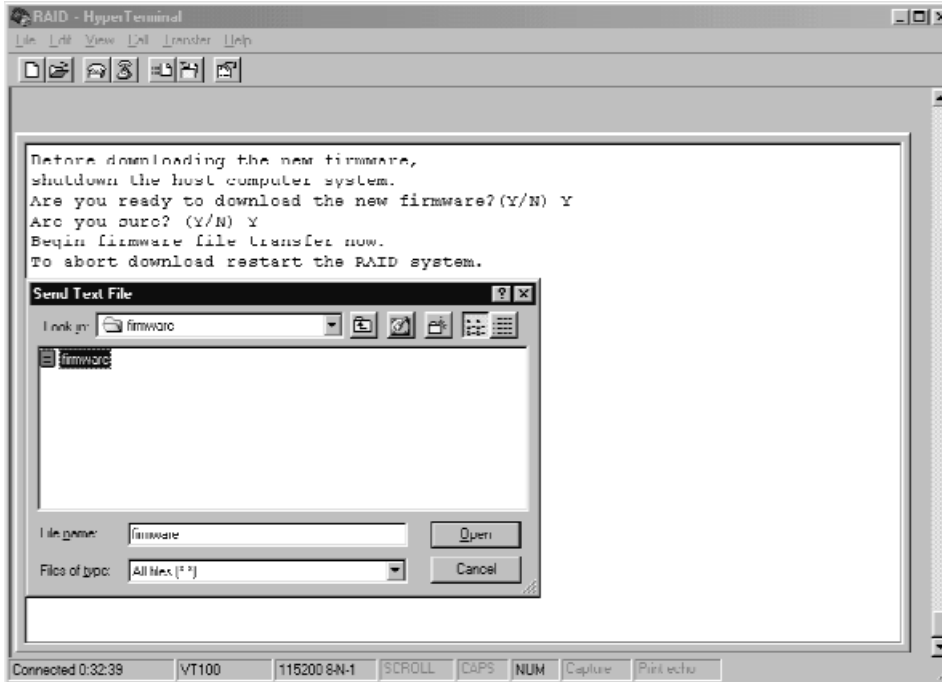 RAID - HyperTerminal
File Edit View Call Transfer Help
Before downloading the new firmware,
shutdown the host computer system.
Are you ready to download the new firmware?(Y/N) Y
Are you sure? (Y/N) Y
Begin firmware file transfer now.
To abort download restart the RAID system.
Send Text File
Look in: firmware
firmware
File name: firmware
Open
Files of type: All files (*.*)
Cancel
Connected 0:32:39 VT100 115200 8-N-1 SCROLL CAPS NUM Capture Print echo